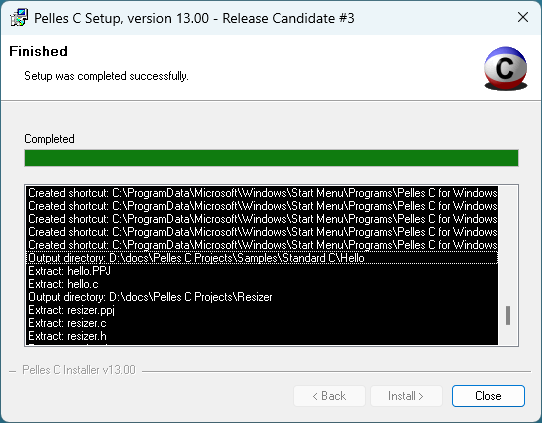 Pelles C Setup, version 13.00 - Release Candidate #3
Finished
Setup was completed successfully.
C
Completed
Created shortcut: C:\ProgramData\Microsoft\Windows\Start Menu\Programs\Pelles C for Windows
Created shortcut: C:\ProgramData\Microsoft\Windows\Start Menu\Programs\Pelles C for Windows
Created shortcut: C:\ProgramData\Microsoft\Windows\Start Menu\Programs\Pelles C for Windows
Created shortcut: C:\ProgramData\Microsoft\Windows\Start Menu\Programs\Pelles C for Windows
Created shortcut: C:\ProgramData\Microsoft\Windows\Start Menu\Programs\Pelles C for Windows
Output directory: D:\docs\Pelles C Projects\Samples\Standard C\Hello
Extract: hello.PPJ
Extract: hello.c
Output directory: D:\docs\Pelles C Projects\Resizer
Extract: resizer.ppj
Extract: resizer.c
Extract: resizer.h
Pelles C Installer v13.00
< Back
Install >
Close